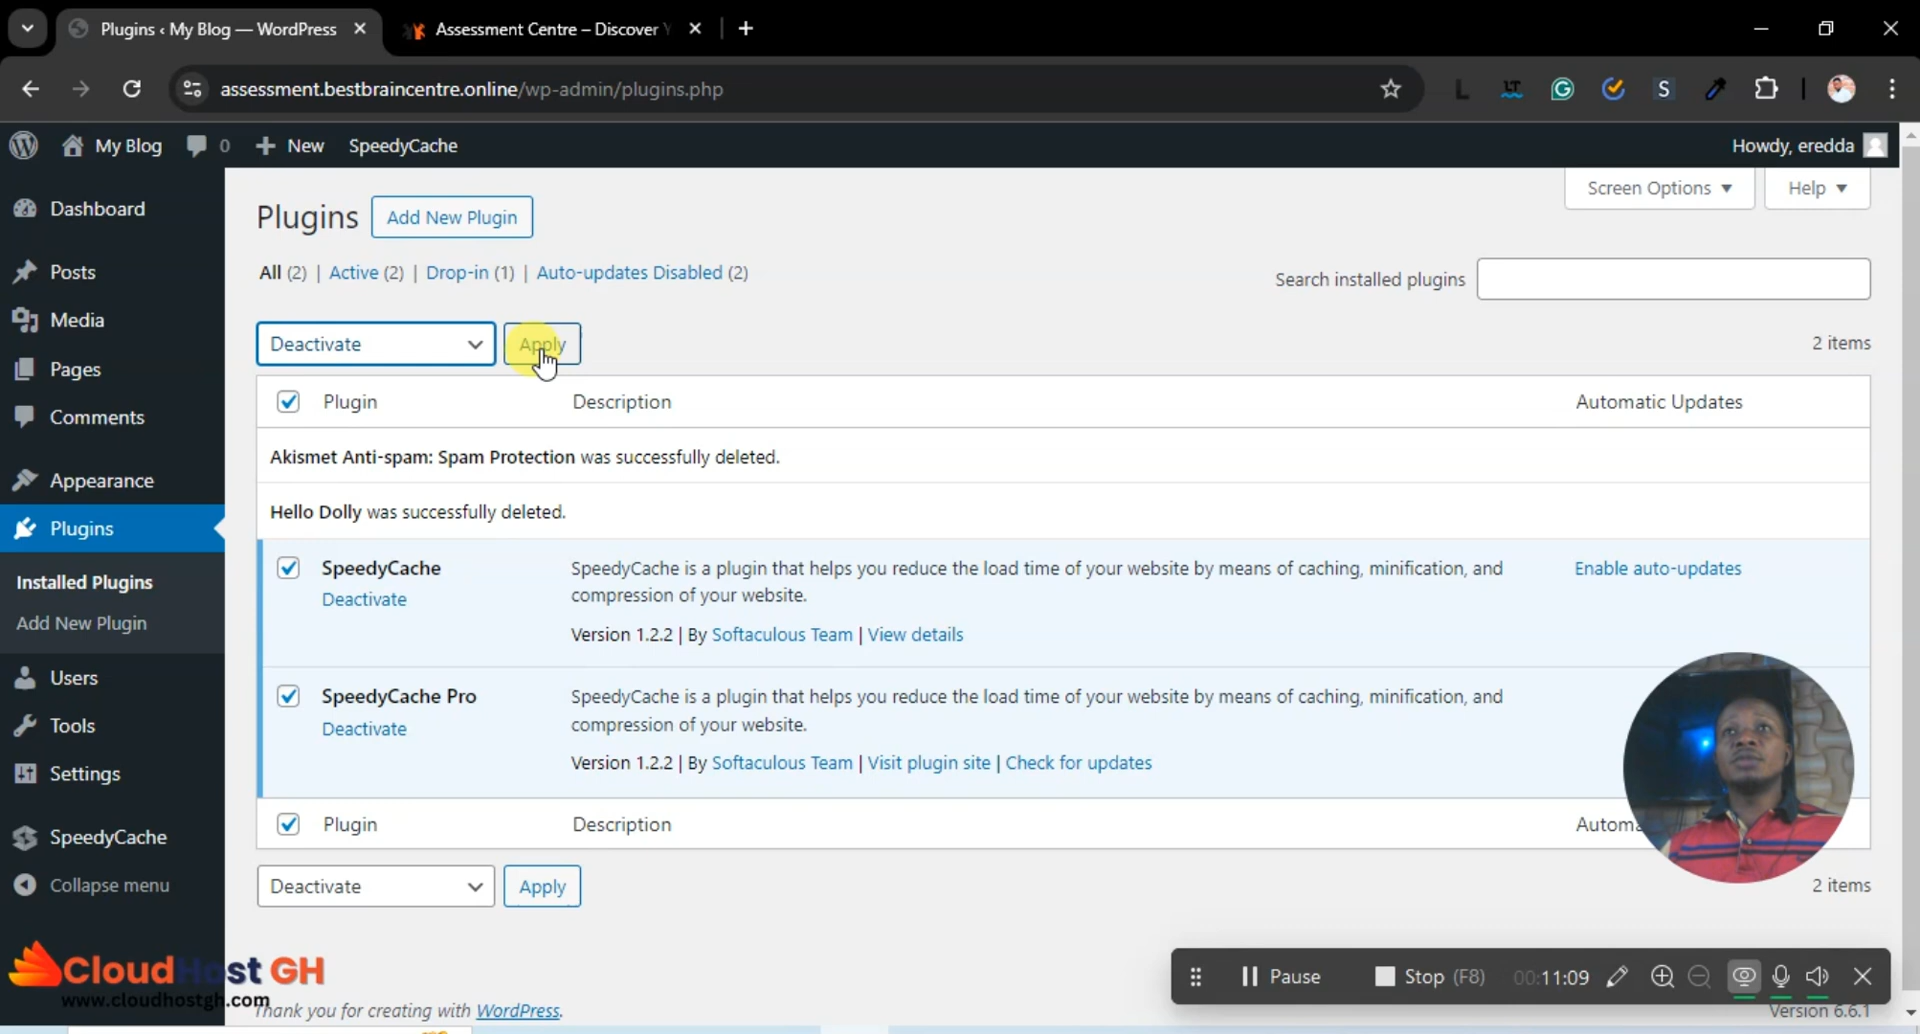 Plugins ‹ My Blog — WordPress
Assessment Centre – Discover Y
assessment.bestbraincentre.online/wp-admin/plugins.php
My Blog
0
New
SpeedyCache
Howdy, eredda
Screen Options
Help
Dashboard
Posts
Media
Pages
Comments
Appearance
Plugins
Installed Plugins
Add New Plugin
Users
Tools
Settings
SpeedyCache
Collapse menu
Plugins
Add New Plugin
All (2) | Active (2) | Drop-in (1) | Auto-updates Disabled (2)
Search installed plugins
Deactivate
Apply
2 items
Plugin
Description
Automatic Updates
Akismet Anti-spam: Spam Protection was successfully deleted.
Hello Dolly was successfully deleted.
SpeedyCache
Deactivate
SpeedyCache is a plugin that helps you reduce the load time of your website by means of caching, minification, and
compression of your website.
Version 1.2.2 | By Softaculous Team | View details
Enable auto-updates
SpeedyCache Pro
Deactivate
SpeedyCache is a plugin that helps you reduce the load time of your website by means of caching, minification, and
compression of your website.
Version 1.2.2 | By Softaculous Team | Visit plugin site | Check for updates
Plugin
Description
Automa
Deactivate
Apply
2 items
Cloud Host GH
www.cloudhostgh.com
Thank you for creating with WordPress.
Pause
Stop (F8)
00:11:09
Version 6.6.1